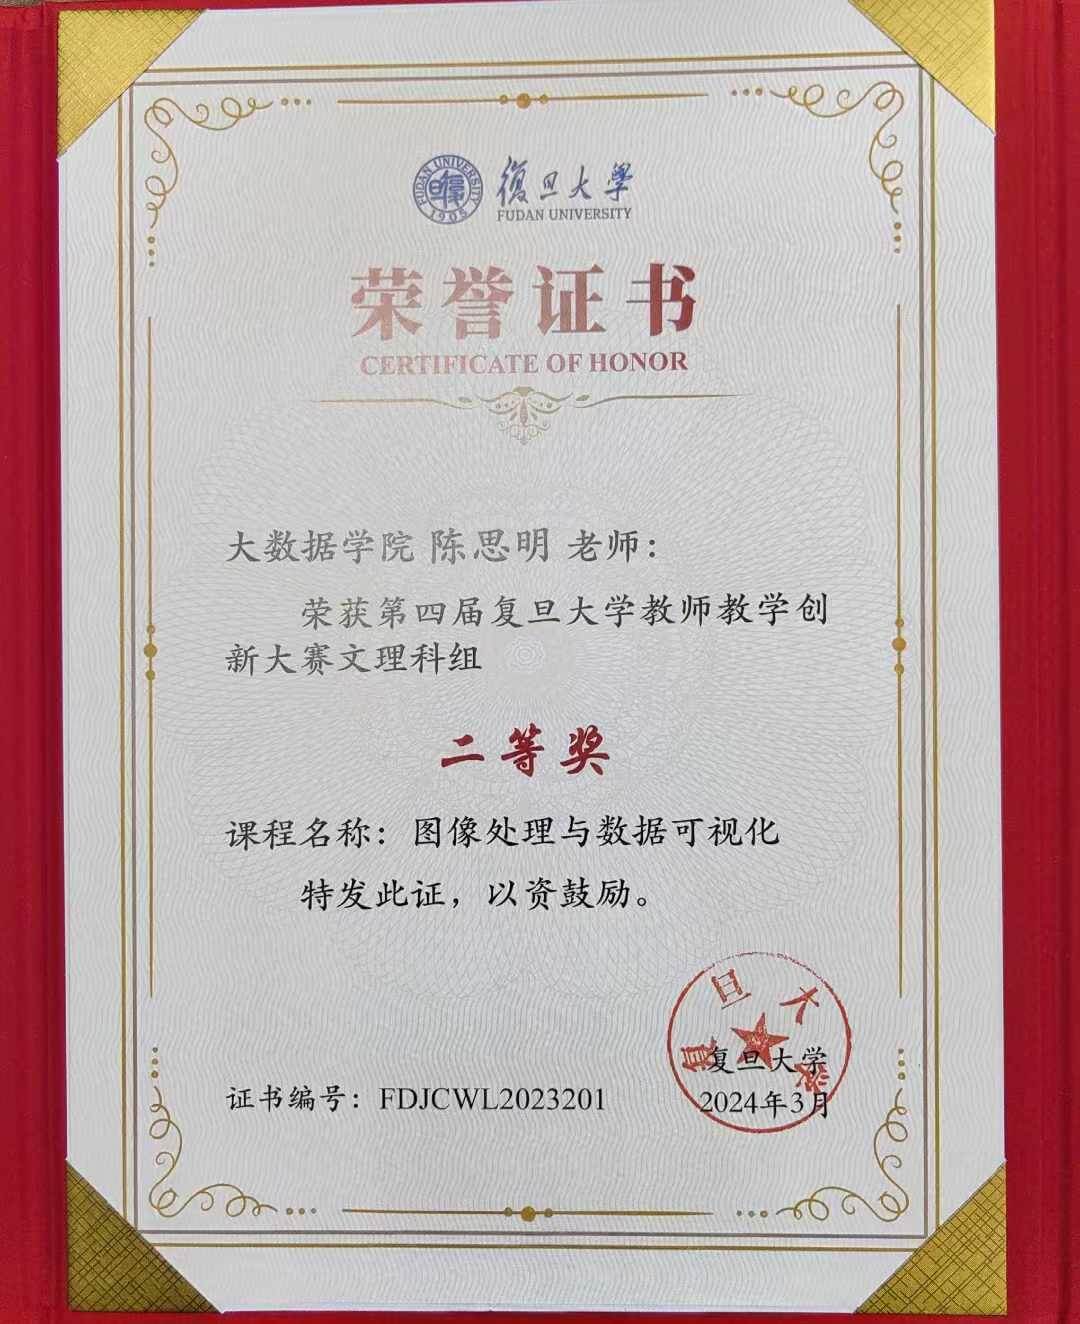 FUDAN UNIVERSITY
1905
復旦大學
FUDAN UNIVERSITY
荣誉证书
CERTIFICATE OF HONOR
大数据学院 陈思明 老师：
荣获第四届复旦大学教师教学创
新大赛文理科组
二等奖
课程名称：图像处理与数据可视化
特发此证，以资鼓励。
復旦大學
复旦大学
证书编号：FDJCWL2023201
2024年3月